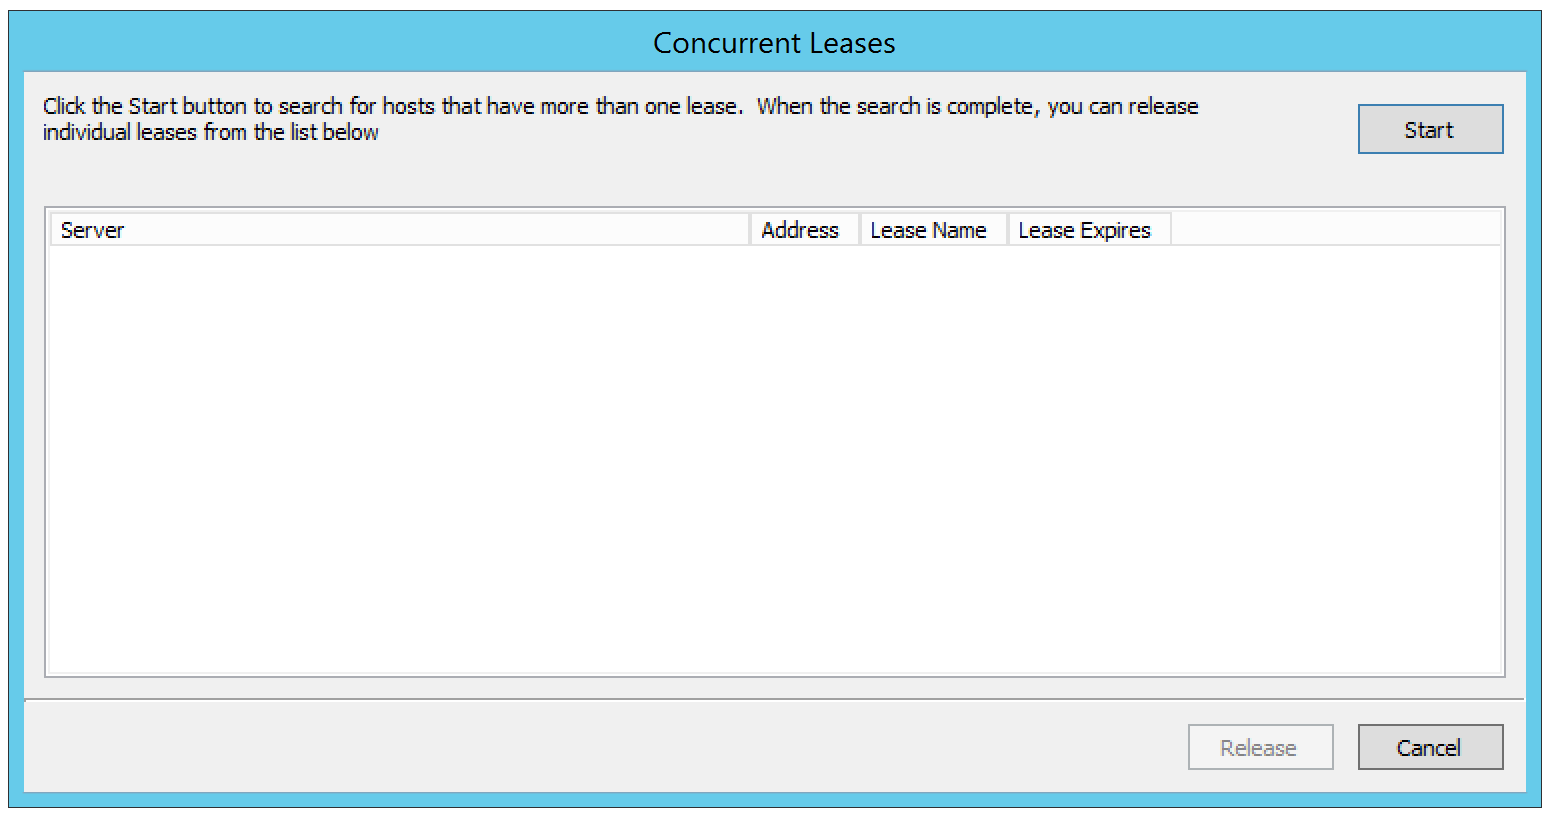 Concurrent Leases
Click the Start button to search for hosts that have more than one lease.  When the search is complete, you can release
individual leases from the list below
Start
Server
Address
Lease Name
Lease Expires
Release
Cancel